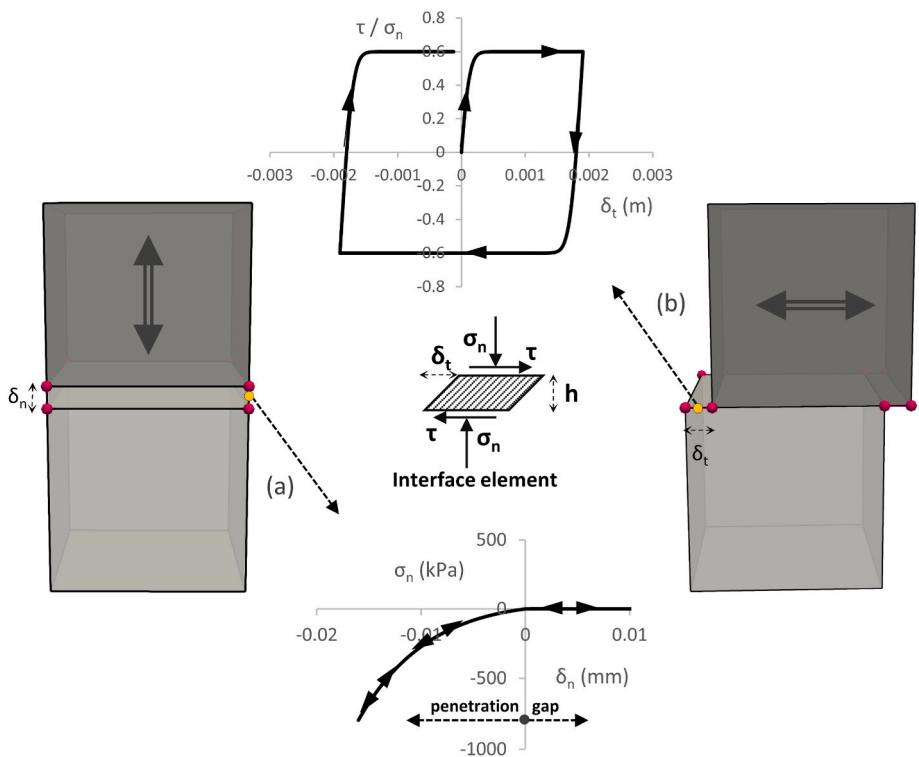 τ / σn
0.8
0.6
0.4
0.2
0
-0.2
-0.4
-0.6
-0.8
-0.003 -0.002 -0.001 0 0.001 0.002 0.003
δt (m)
(b)
δn
σn
τ
δt
h
τ
σn
Interface element
δt
(a)
500
σn (kPa)
0
-0.02 -0.01 0 0.01
-500
δn (mm)
penetration gap
-1000